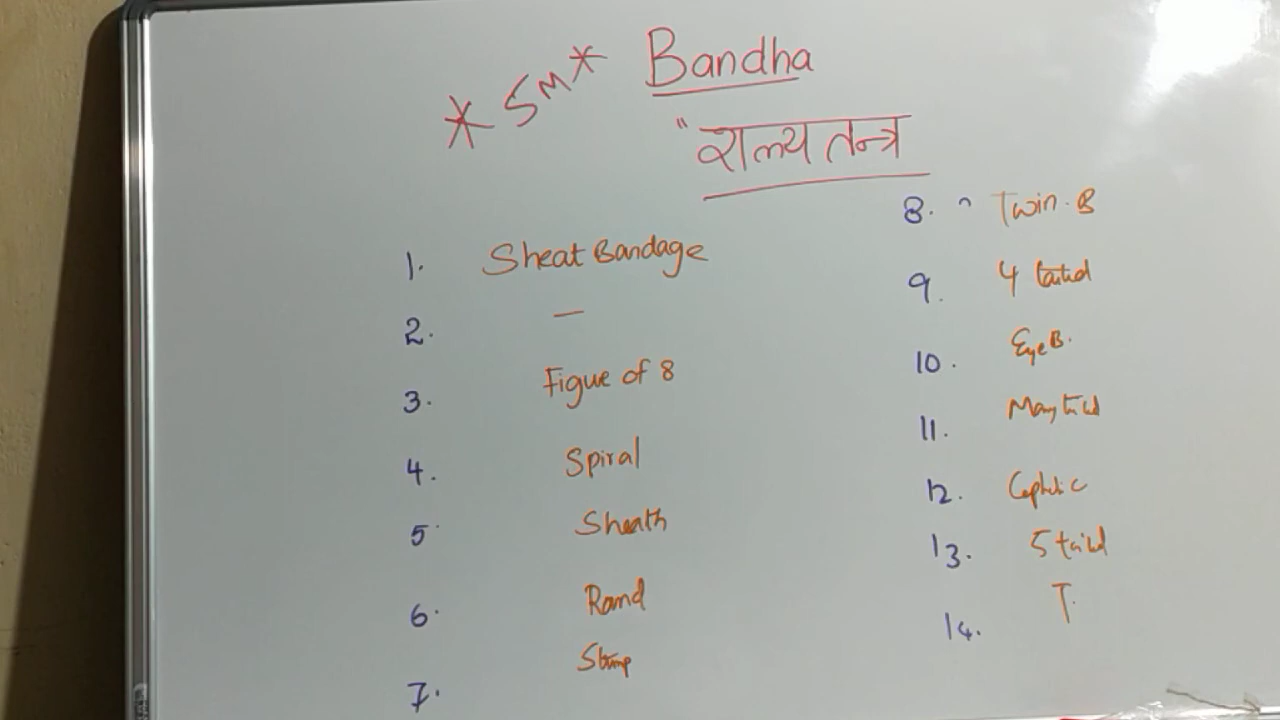 * SM * Bandha
"शल्य तन्त्र
1. Sheat Bandage
2. —
3. Figue of 8
4. Spiral
5. Sheath
6. Rand
7. Stump
8. " Twin. B
9. 4 tailed
10. Eye B.
11. Many tailed
12. Cephalic
13. 5 tailed
14. T.